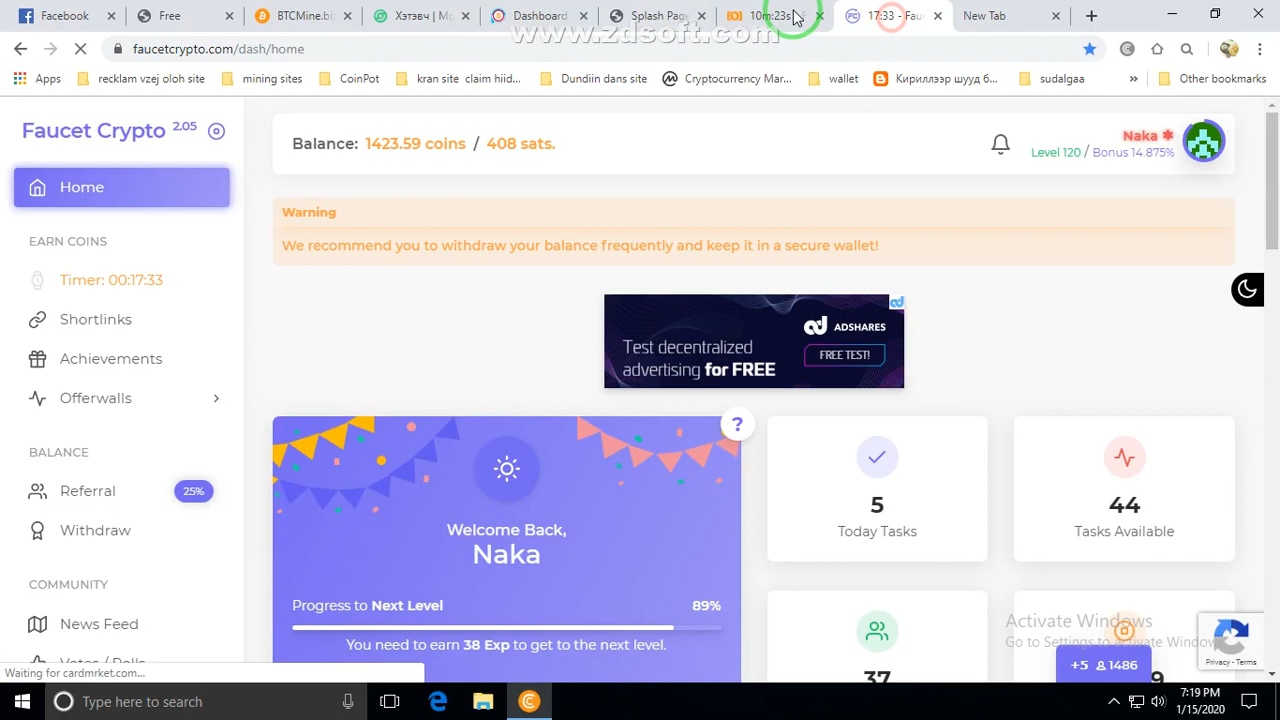 Facebook
Free
BTCMine.bi
Хэтэвч | Mo
Dashboard
Splash Page
10m:23s
17:33 - Fau
New Tab
www.zdsoft.com
faucetcrypto.com/dash/home
Apps
recklam vzej oloh site
mining sites
CoinPot
kran site claim hiid...
Dundiin dans site
Cryptocurrency Mar...
wallet
Кириллээр шууд б...
sudalgaa
»
Other bookmarks
Faucet Crypto 2.05
Balance: 1423.59 coins / 408 sats.
Naka
Level 120 / Bonus 14.875%
Home
Warning
We recommend you to withdraw your balance frequently and keep it in a secure wallet!
EARN COINS
Timer: 00:17:33
Shortlinks
Achievements
Offerwalls
ad ADSHARES
Test decentralized
advertising for FREE
FREE TEST!
BALANCE
Referral 25%
Withdraw
?
Welcome Back,
Naka
Progress to Next Level 89%
You need to earn 38 Exp to get to the next level.
5
Today Tasks
44
Tasks Available
COMMUNITY
News Feed
Votes / Polls
37
9
Activate Windows
Go to Settings to activate Windows.
+5 1486
Privacy - Terms
Waiting for cardmrket.com...
Type here to search
7:19 PM
1/15/2020